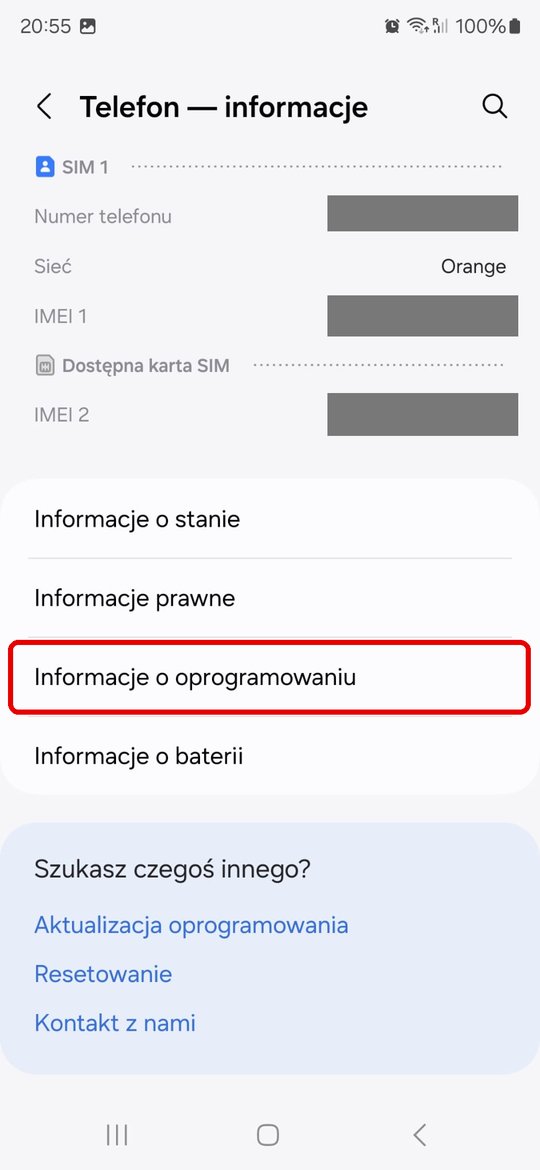 20:55
R
100%
Telefon — informacje
SIM 1
Numer telefonu
Sieć Orange
IMEI 1
Dostępna karta SIM
IMEI 2
Informacje o stanie
Informacje prawne
Informacje o oprogramowaniu
Informacje o baterii
Szukasz czegoś innego?
Aktualizacja oprogramowania
Resetowanie
Kontakt z nami